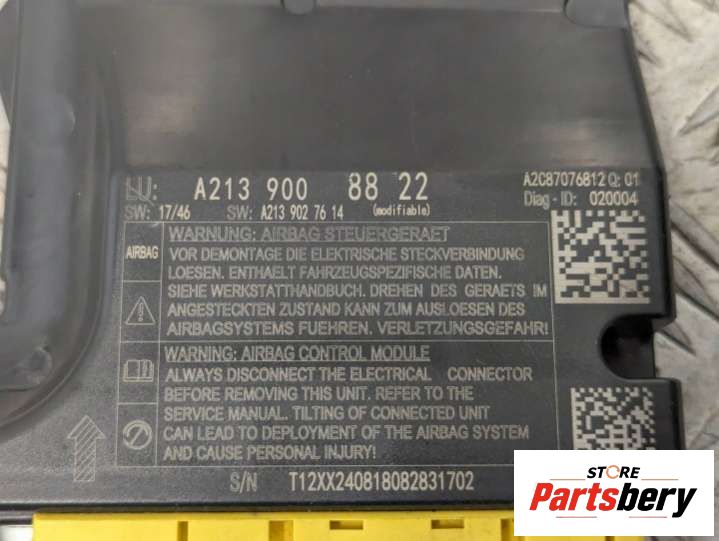 A213 900 88 22
A2C87076812 Q: 01
SW: 17/46 SW: A213 902 76 14 (modifiable)
Diag-ID: 020004
WARNUNG: AIRBAG STEUERGERAET
AIRBAG
VOR DEMONTAGE DIE ELEKTRISCHE STECKVERBINDUNG
LOESEN. ENTHAELT FAHRZEUGSPEZIFISCHE DATEN.
SIEHE WERKSTATTHANDBUCH. DREHEN DES GERAETS IM
ANGESTECKTEN ZUSTAND KANN ZUM AUSLOESEN DES
AIRBAGSYSTEMS FUEHREN. VERLETZUNGSGEFAHR!
WARNING: AIRBAG CONTROL MODULE
ALWAYS DISCONNECT THE ELECTRICAL CONNECTOR
BEFORE REMOVING THIS UNIT. REFER TO THE
SERVICE MANUAL. TILTING OF CONNECTED UNIT
CAN LEAD TO DEPLOYMENT OF THE AIRBAG SYSTEM
AND CAUSE PERSONAL INJURY!
S/N T12XX240818082831702
STORE
Partsbery